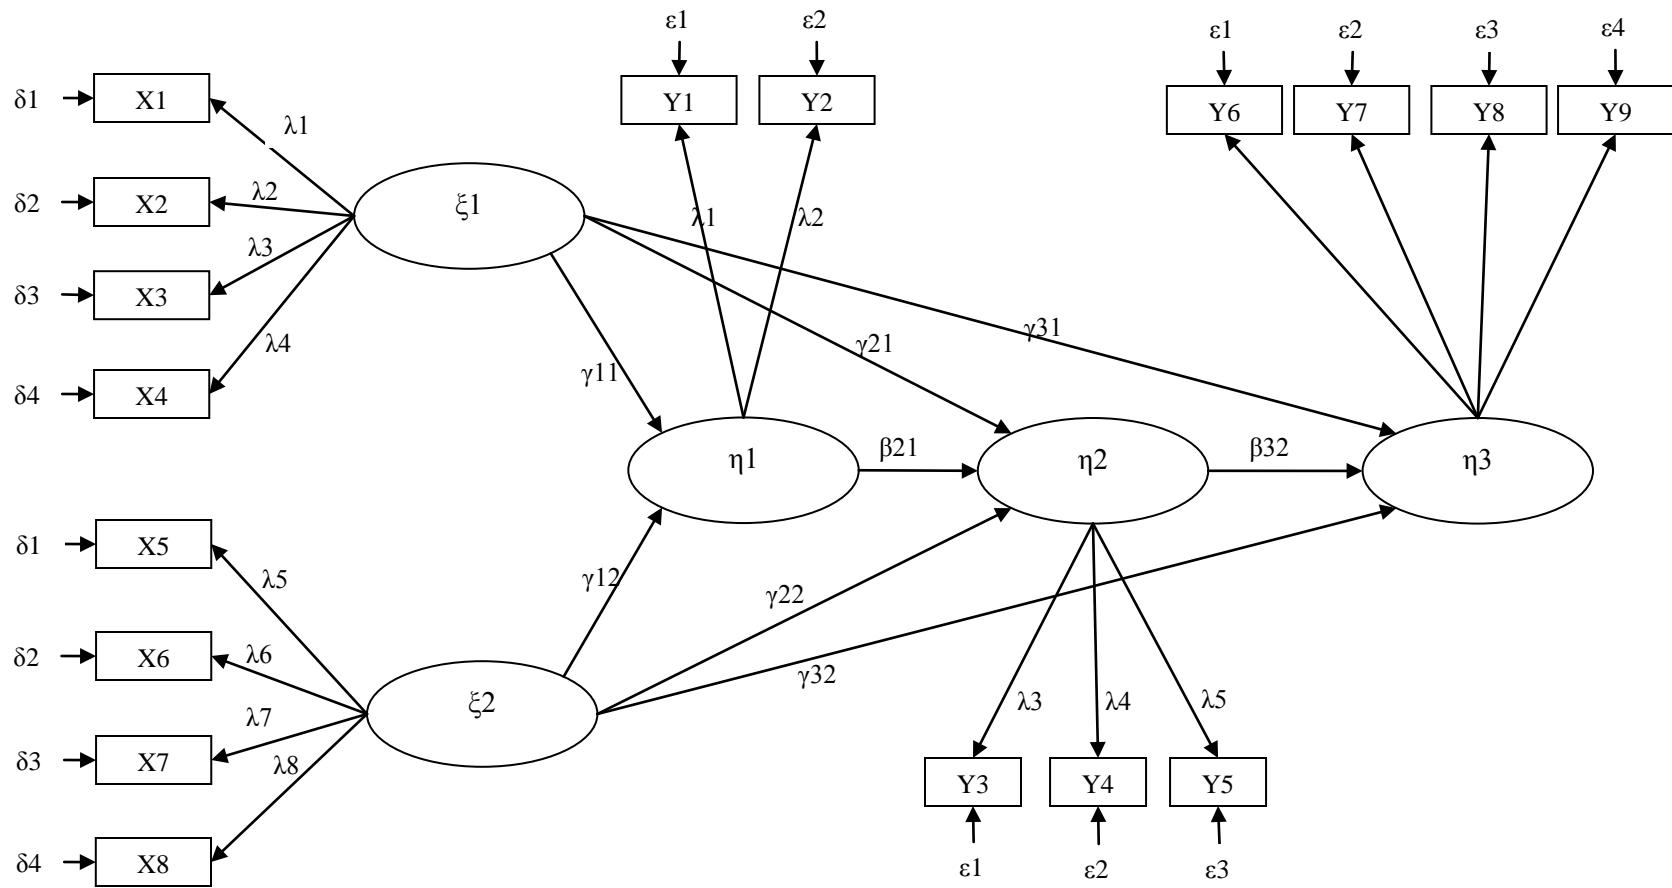 ε1
ε2
δ1
X1
λ1
Y1
Y2
ε1
ε2
ε3
ε4
Y6
Y7
Y8
Y9
δ2
X2
λ2
ξ1
λ1
λ2
λ3
δ3
X3
λ4
δ4
X4
γ11
γ21
γ31
η1
β21
η2
β32
η3
δ1
X5
λ5
γ12
γ22
δ2
X6
λ6
ξ2
γ32
λ7
δ3
X7
λ8
λ3
λ4
λ5
Y3
Y4
Y5
δ4
X8
ε1
ε2
ε3